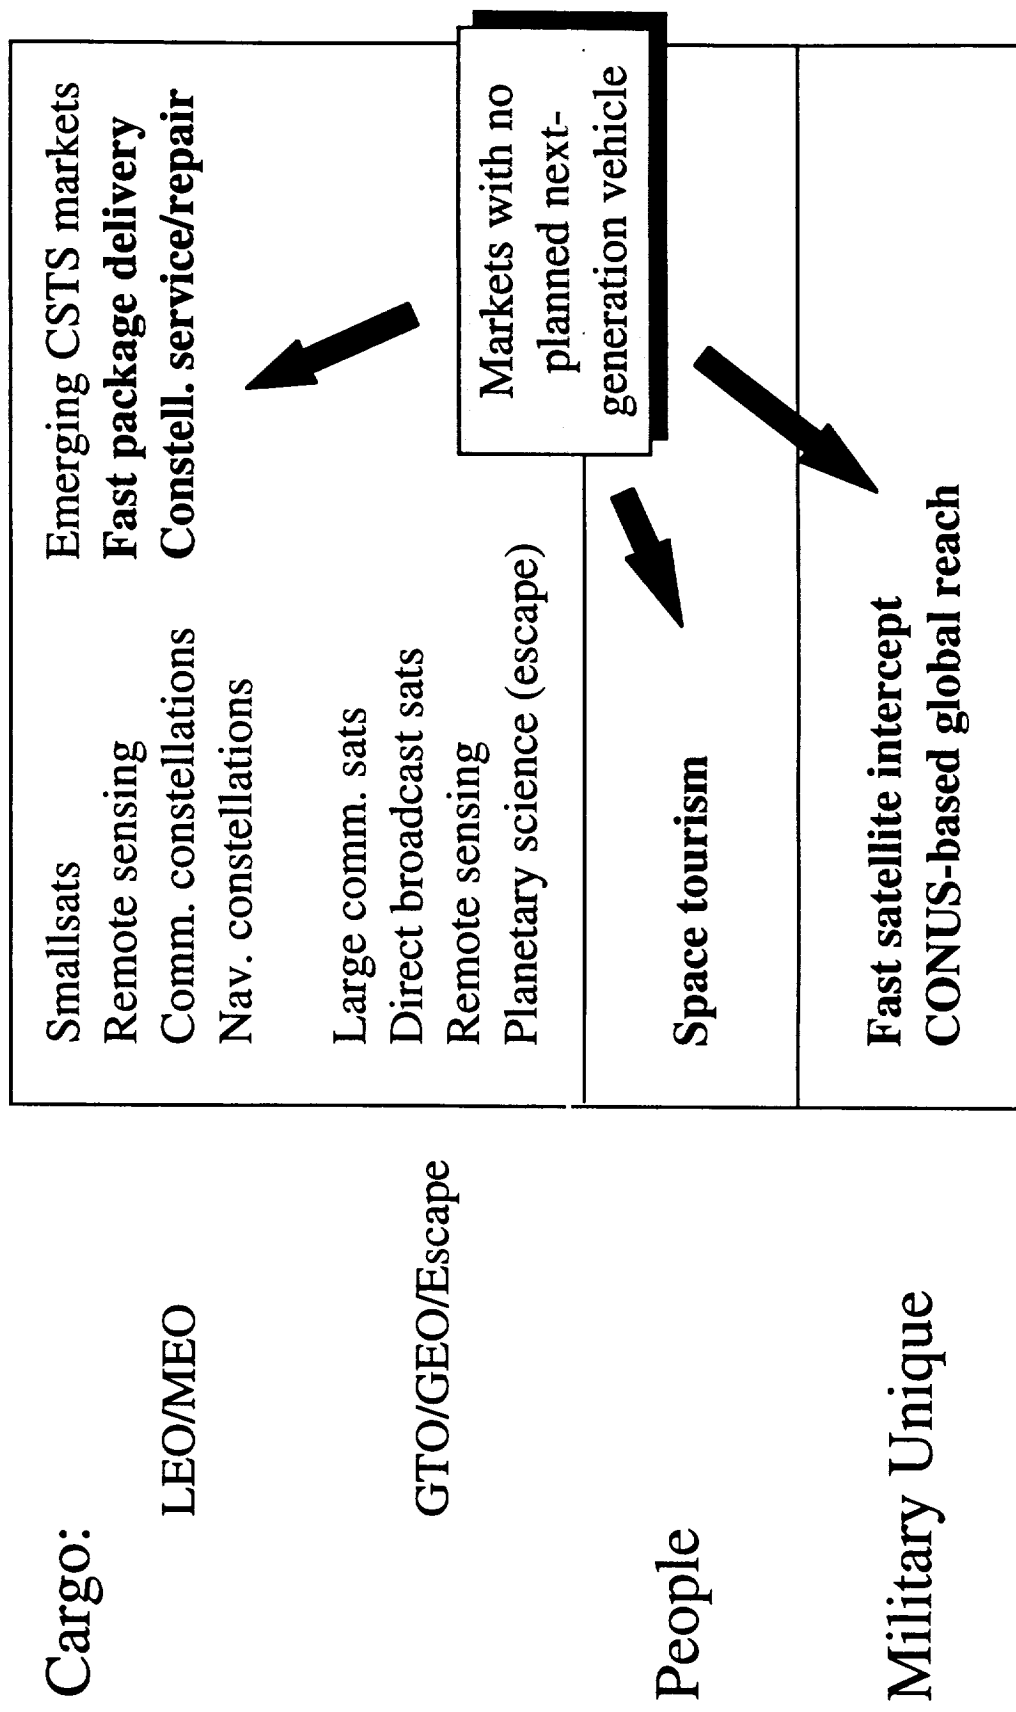 Cargo:
LEO/MEO
Smallsats
Remote sensing
Comm. constellations
Nav. constellations
Emerging CSTS markets
Fast package delivery
Constell. service/repair
GTO/GEO/Escape
Large comm. sats
Direct broadcast sats
Remote sensing
Planetary science (escape)
Markets with no
planned next-
generation vehicle
People
Space tourism
Military Unique
Fast satellite intercept
CONUS-based global reach